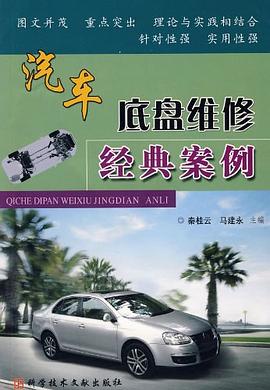 图文并茂 重点突出 理论与实践相结合
针对性强 实用性强
汽车
底盘维修
经典案例
QICHE DIPAN WEIXIU JINGDIAN ANLI
秦桂云 马建永 主编
科学技术文献出版社